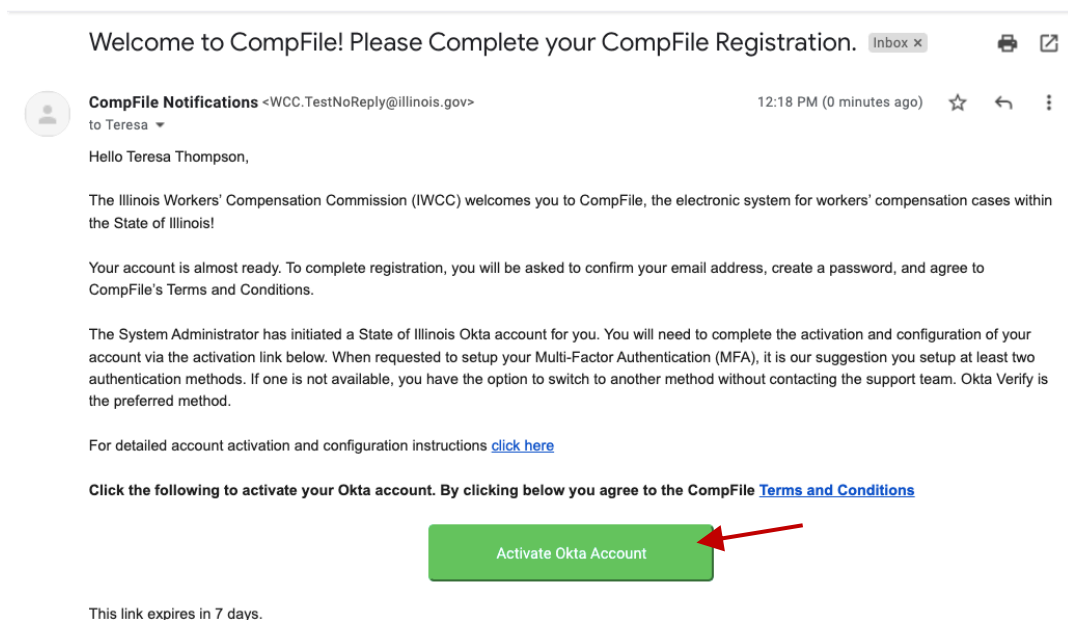 Welcome to CompFile! Please Complete your CompFile Registration. Inbox ×
CompFile Notifications <WCC.TestNoReply@illinois.gov> 12:18 PM (0 minutes ago)
to Teresa
Hello Teresa Thompson,
The Illinois Workers’ Compensation Commission (IWCC) welcomes you to CompFile, the electronic system for workers’ compensation cases within
the State of Illinois!
Your account is almost ready. To complete registration, you will be asked to confirm your email address, create a password, and agree to
CompFile’s Terms and Conditions.
The System Administrator has initiated a State of Illinois Okta account for you. You will need to complete the activation and configuration of your
account via the activation link below. When requested to setup your Multi-Factor Authentication (MFA), it is our suggestion you setup at least two
authentication methods. If one is not available, you have the option to switch to another method without contacting the support team. Okta Verify is
the preferred method.
For detailed account activation and configuration instructions click here
Click the following to activate your Okta account. By clicking below you agree to the CompFile Terms and Conditions
Activate Okta Account
This link expires in 7 days.